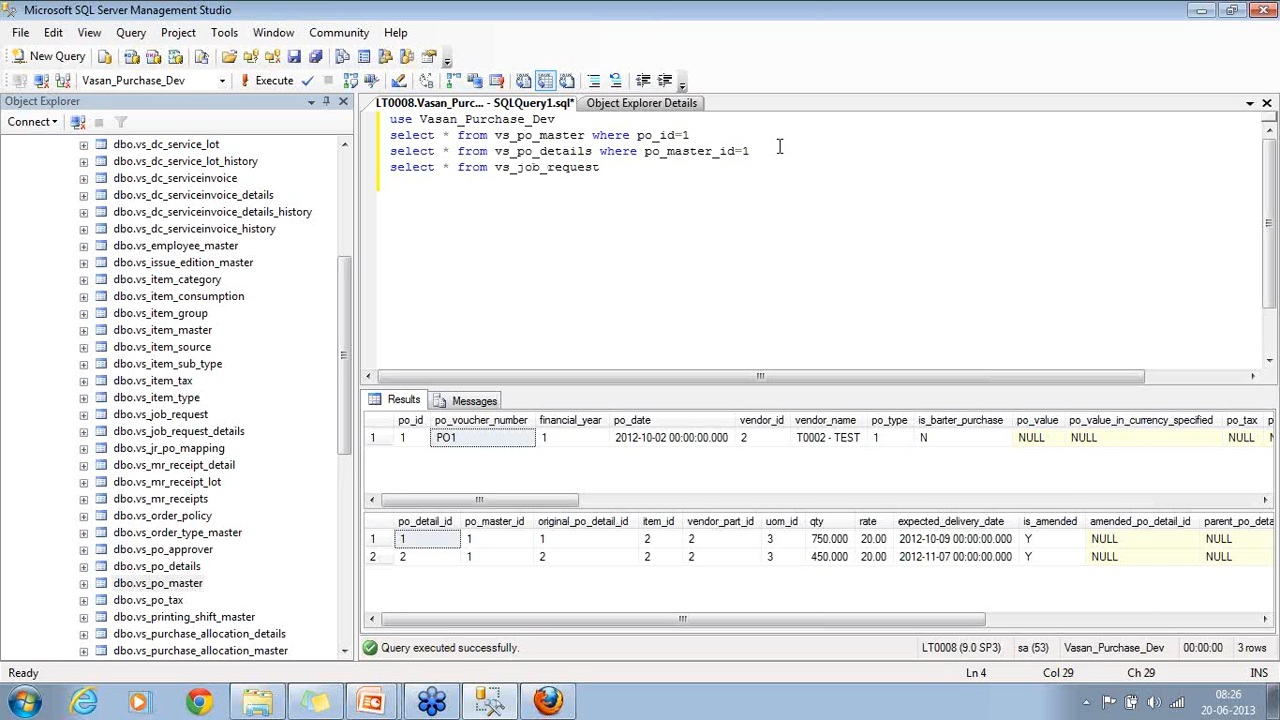 Microsoft SQL Server Management Studio
File Edit View Query Project Tools Window Community Help
New Query
Vasan_Purchase_Dev Execute
Object Explorer
Connect
dbo.vs_dc_service_lot
dbo.vs_dc_service_lot_history
dbo.vs_dc_serviceinvoice
dbo.vs_dc_serviceinvoice_details
dbo.vs_dc_serviceinvoice_details_history
dbo.vs_dc_serviceinvoice_history
dbo.vs_employee_master
dbo.vs_issue_edition_master
dbo.vs_item_category
dbo.vs_item_consumption
dbo.vs_item_group
dbo.vs_item_master
dbo.vs_item_source
dbo.vs_item_sub_type
dbo.vs_item_tax
dbo.vs_item_type
dbo.vs_job_request
dbo.vs_job_request_details
dbo.vs_jr_po_mapping
dbo.vs_mr_receipt_detail
dbo.vs_mr_receipt_lot
dbo.vs_mr_receipts
dbo.vs_order_policy
dbo.vs_order_type_master
dbo.vs_po_approver
dbo.vs_po_details
dbo.vs_po_master
dbo.vs_po_tax
dbo.vs_printing_shift_master
dbo.vs_purchase_allocation_details
dbo.vs_purchase_allocation_master
LT0008.Vasan_Purc... - SQLQuery1.sql* Object Explorer Details
use Vasan_Purchase_Dev
select * from vs_po_master where po_id=1
select * from vs_po_details where po_master_id=1
select * from vs_job_request
Results Messages
po_id po_voucher_number financial_year po_date vendor_id vendor_name po_type is_barter_purchase po_value po_value_in_currency_specified po_tax p
1 1 PO1 1 2012-10-02 00:00:00.000 2 T0002 - TEST 1 N NULL NULL NULL N
po_detail_id po_master_id original_po_detail_id item_id vendor_part_id uom_id qty rate expected_delivery_date is_amended amended_po_detail_id parent_po_deta
1 1 1 1 2 2 3 750.000 20.00 2012-10-09 00:00:00.000 Y NULL NULL
2 2 1 2 2 2 3 450.000 20.00 2012-11-07 00:00:00.000 Y NULL NULL
Query executed successfully. LT0008 (9.0 SP3) sa (53) Vasan_Purchase_Dev 00:00:00 3 rows
Ready Ln 4 Col 29 Ch 29 INS
08:26
20-06-2013